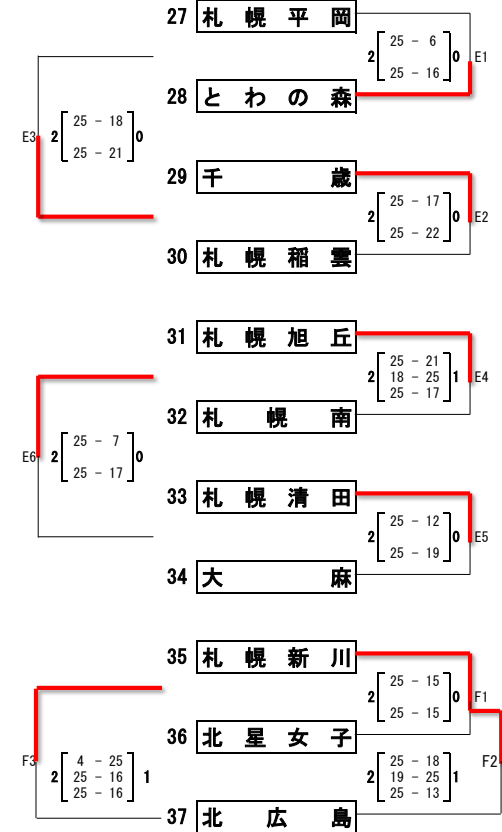 27 札幌平岡
25 - 6
2 0 E1
25 - 16
28 とわの森
25 - 18
E3 2 0
25 - 21
29 千歳
25 - 17
2 0 E2
25 - 22
30 札幌稲雲
31 札幌旭丘
25 - 21
2 18 - 25 1 E4
25 - 17
32 札幌南
25 - 7
E6 2 0
25 - 17
33 札幌清田
25 - 12
2 0 E5
25 - 19
34 大麻
35 札幌新川
25 - 15
2 0 F1
25 - 15
36 北星女子
F3
4 - 25
2 25 - 16 1
25 - 16
F2
25 - 18
2 19 - 25 1
25 - 13
37 北広島